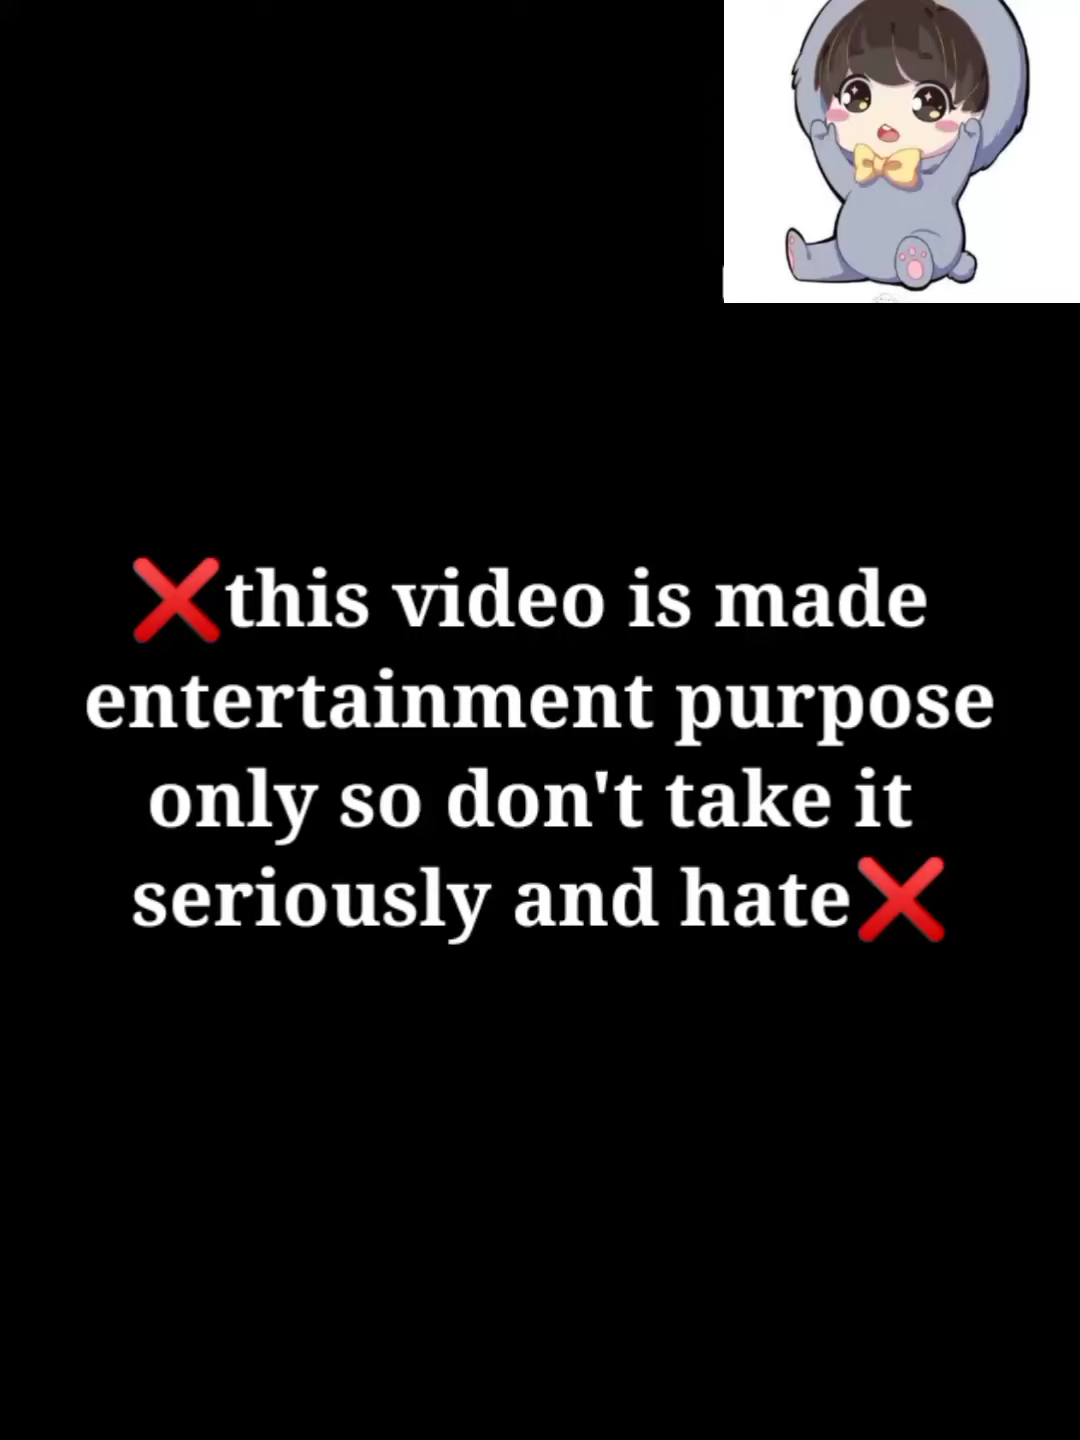 ❌this video is made
entertainment purpose
only so don't take it
seriously and hate❌